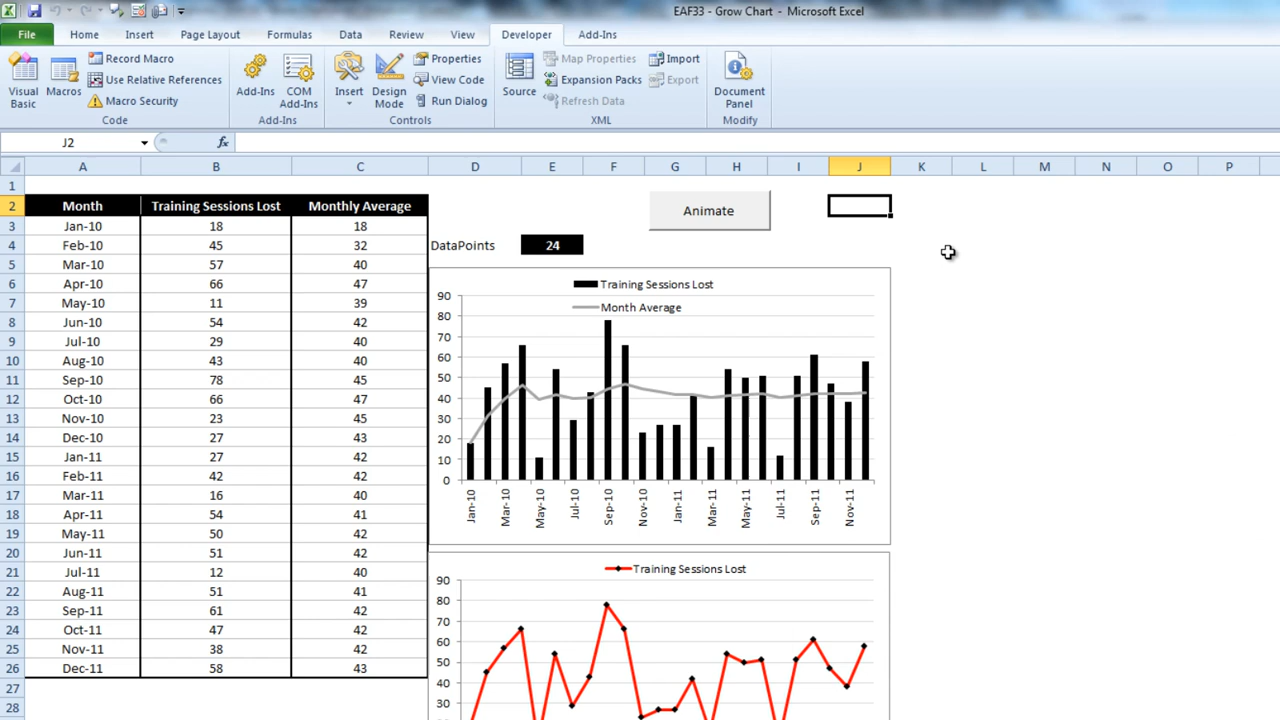 EAF33 - Grow Chart - Microsoft Excel
File Home Insert Page Layout Formulas Data Review View Developer Add-Ins
Visual Basic
Macros
Record Macro
Use Relative References
Macro Security
Code
Add-Ins
COM Add-Ins
Add-Ins
Insert
Design Mode
Properties
View Code
Run Dialog
Controls
Source
Map Properties
Expansion Packs
Refresh Data
Import
Export
XML
Document Panel
Modify
J2 fx
A B C D E F G H I J K L M N O P
1
2 Month Training Sessions Lost Monthly Average
3 Jan-10 18 18
4 Feb-10 45 32
5 Mar-10 57 40
6 Apr-10 66 47
7 May-10 11 39
8 Jun-10 54 42
9 Jul-10 29 40
10 Aug-10 43 40
11 Sep-10 78 45
12 Oct-10 66 47
13 Nov-10 23 45
14 Dec-10 27 43
15 Jan-11 27 42
16 Feb-11 42 42
17 Mar-11 16 40
18 Apr-11 54 41
19 May-11 50 42
20 Jun-11 51 42
21 Jul-11 12 40
22 Aug-11 51 41
23 Sep-11 61 42
24 Oct-11 47 42
25 Nov-11 38 42
26 Dec-11 58 43
27
28
Animate
DataPoints 24
Training Sessions Lost
Month Average
90
80
70
60
50
40
30
20
10
0
Jan-10 Mar-10 May-10 Jul-10 Sep-10 Nov-10 Jan-11 Mar-11 May-11 Jul-11 Sep-11 Nov-11
Training Sessions Lost
90
80
70
60
50
40
30